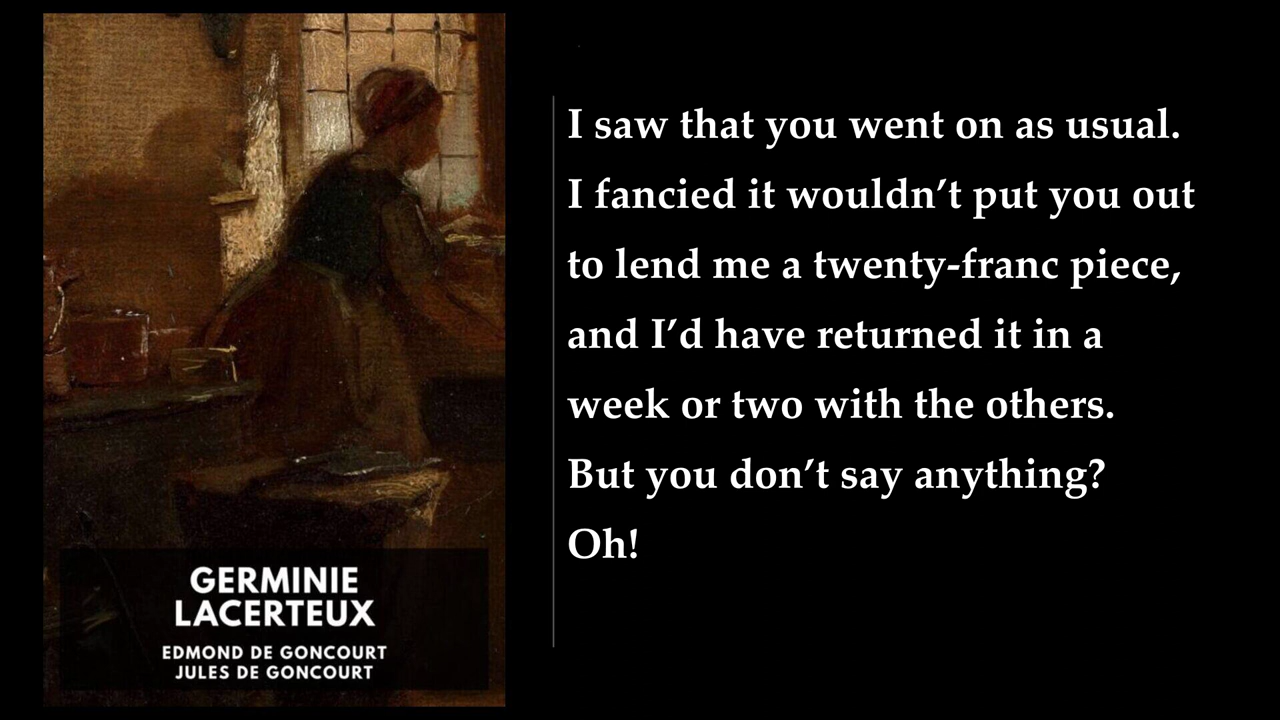 GERMINIE
LACERTEUX
EDMOND DE GONCOURT
JULES DE GONCOURT
I saw that you went on as usual.
I fancied it wouldn’t put you out
to lend me a twenty-franc piece,
and I’d have returned it in a
week or two with the others.
But you don’t say anything?
Oh!